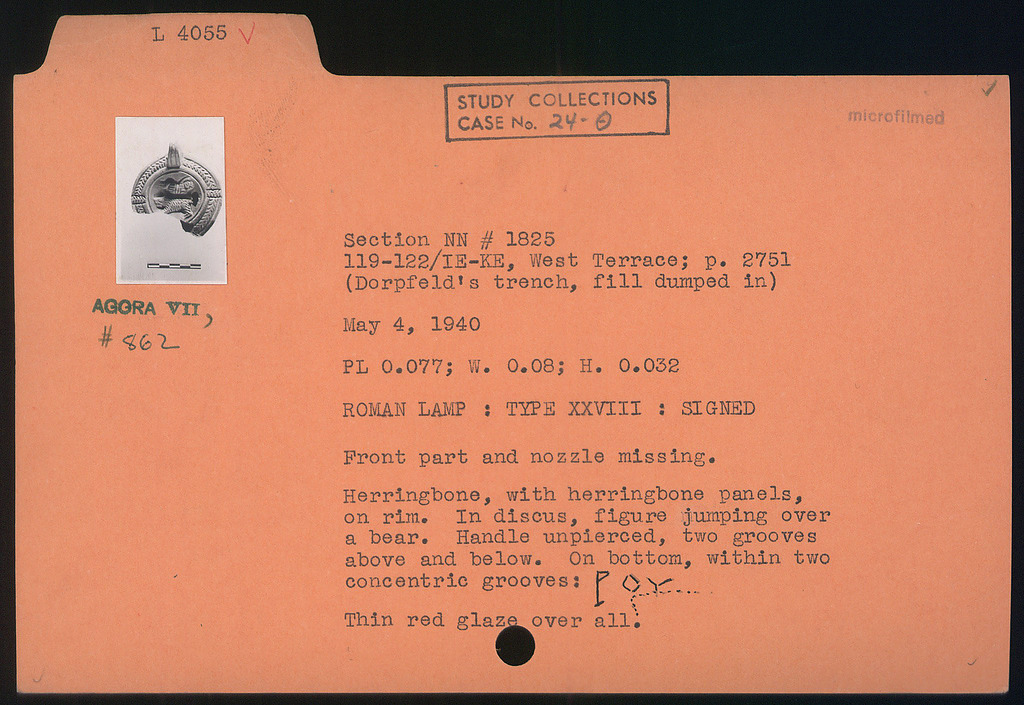 L 4055
STUDY COLLECTIONS
CASE No. 24-Θ
microfilmed
AGORA VII,
# 862
Section NN # 1825
119-122/IE-KE, West Terrace; p. 2751
(Dorpfeld's trench, fill dumped in)
May 4, 1940
PL 0.077; W. 0.08; H. 0.032
ROMAN LAMP : TYPE XXVIII : SIGNED
Front part and nozzle missing.
Herringbone, with herringbone panels,
on rim. In discus, figure jumping over
a bear. Handle unpierced, two grooves
above and below. On bottom, within two
concentric grooves: ΡΟΥ
Thin red glaze over all.